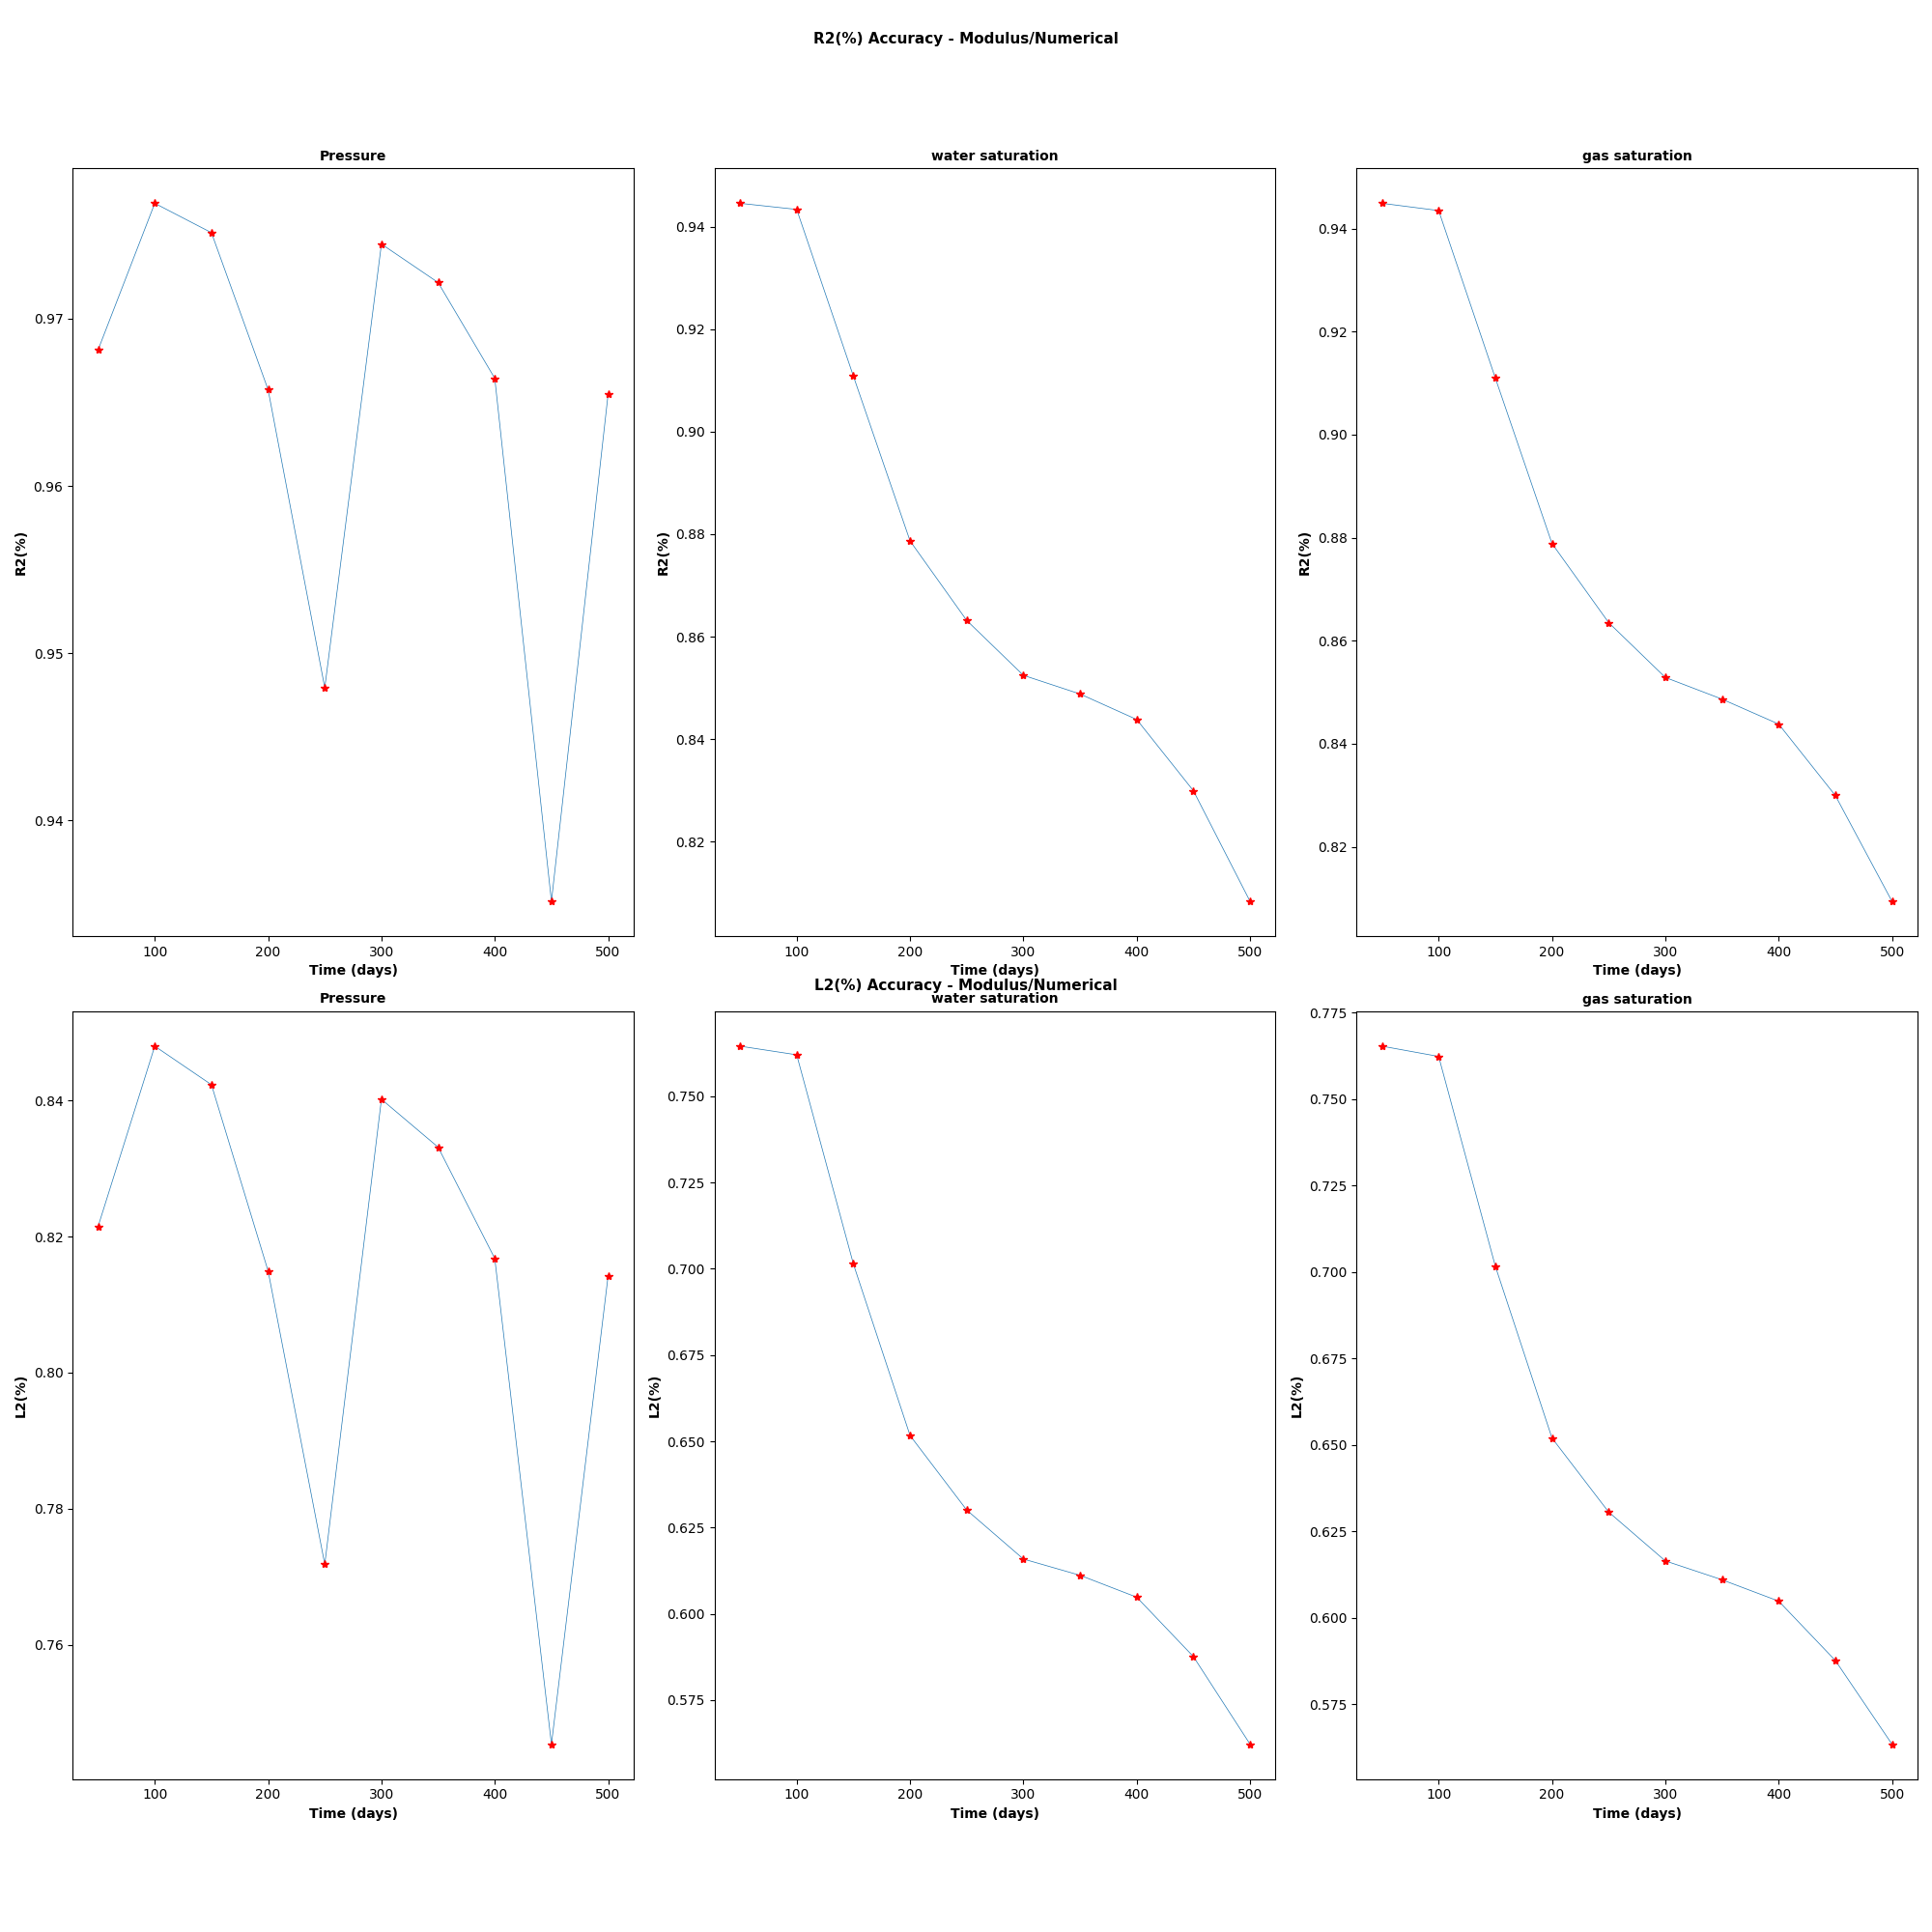 R2(%) Accuracy - Modulus/Numerical
Pressure
R2(%)
0.97
0.96
0.95
0.94
100 200 300 400 500
Time (days)
water saturation
R2(%)
0.94
0.92
0.90
0.88
0.86
0.84
0.82
100 200 300 400 500
Time (days)
gas saturation
R2(%)
0.94
0.92
0.90
0.88
0.86
0.84
0.82
100 200 300 400 500
Time (days)
L2(%) Accuracy - Modulus/Numerical
Pressure
L2(%)
0.84
0.82
0.80
0.78
0.76
100 200 300 400 500
Time (days)
water saturation
L2(%)
0.750
0.725
0.700
0.675
0.650
0.625
0.600
0.575
100 200 300 400 500
Time (days)
gas saturation
L2(%)
0.775
0.750
0.725
0.700
0.675
0.650
0.625
0.600
0.575
100 200 300 400 500
Time (days)